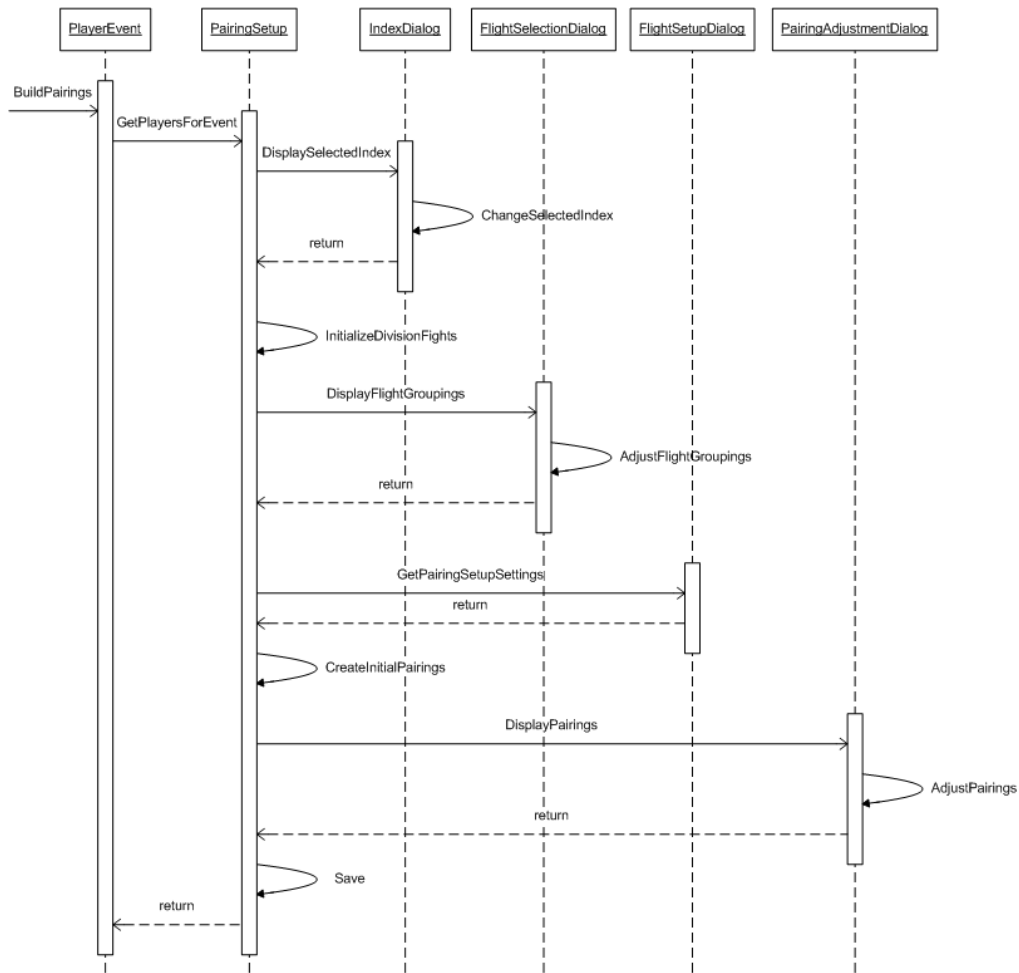 PlayerEvent
PairingSetup
IndexDialog
FlightSelectionDialog
FlightSetupDialog
PairingAdjustmentDialog
BuildPairings
GetPlayersForEvent
DisplaySelectedIndex
ChangeSelectedIndex
return
InitializeDivisionFights
DisplayFlightGroupings
AdjustFlightGroupings
return
GetPairingSetupSettings
return
CreateInitialPairings
DisplayPairings
AdjustPairings
return
Save
return